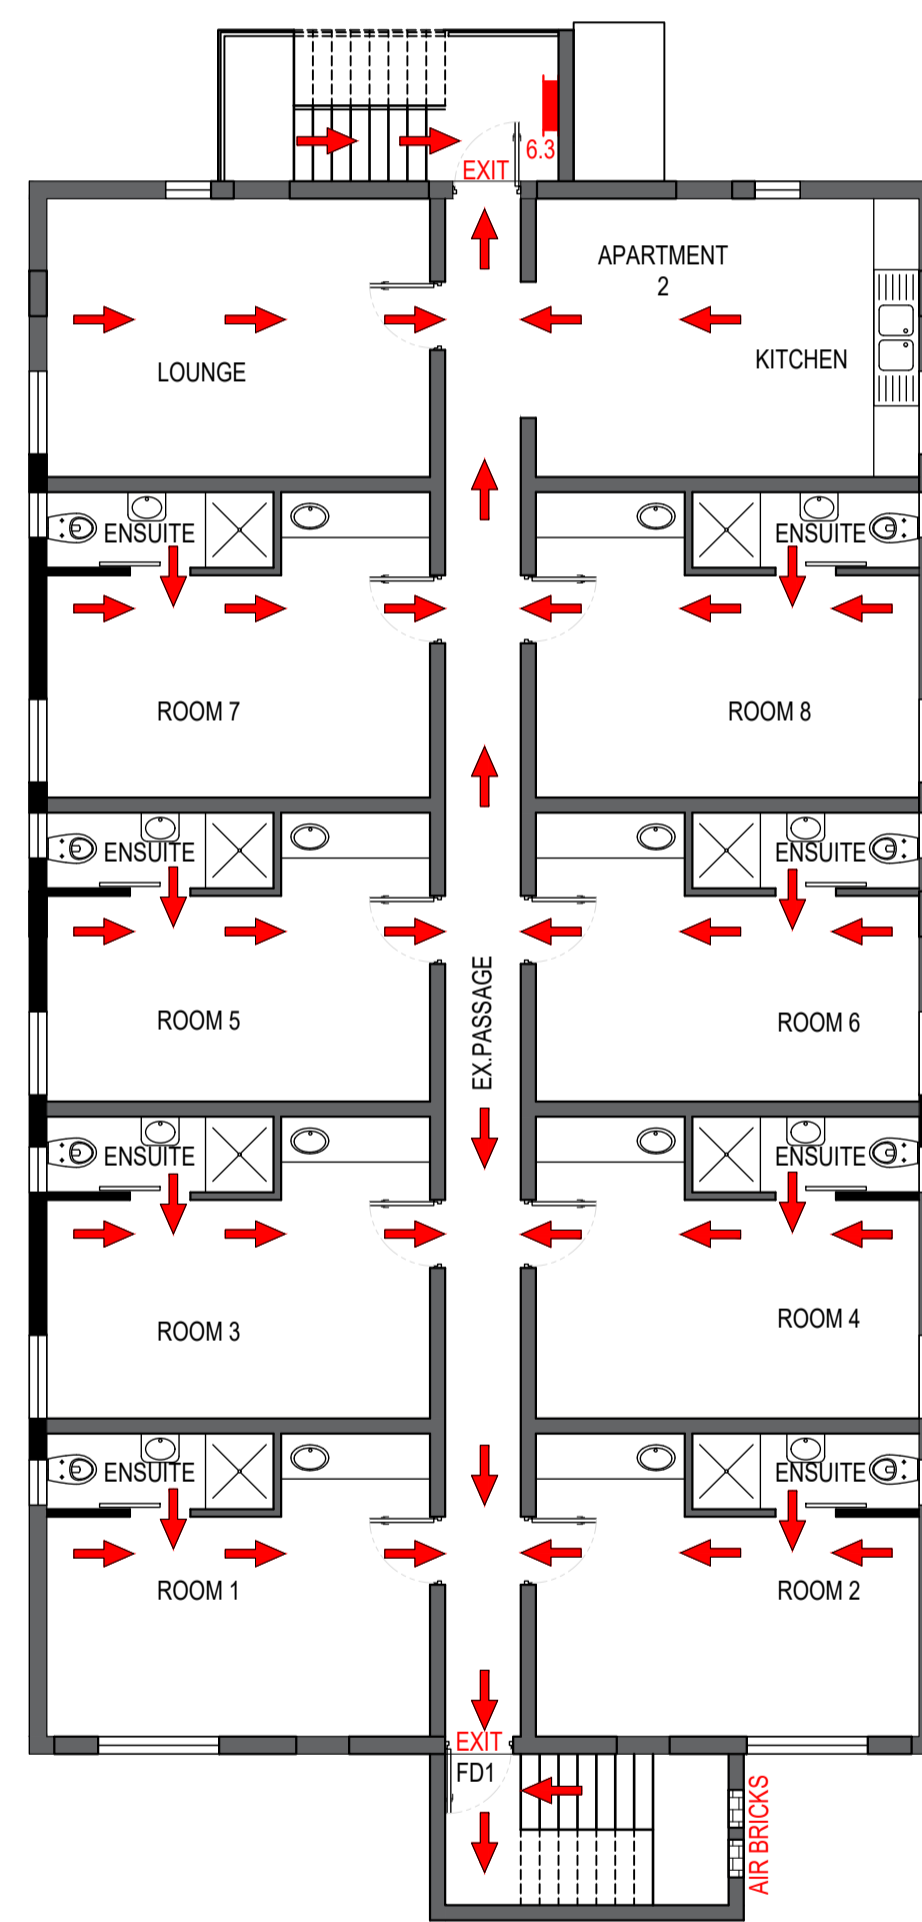 6.3
EXIT
APARTMENT
2
LOUNGE
KITCHEN
ENSUITE
ENSUITE
ROOM 7
ROOM 8
ENSUITE
ENSUITE
EX.PASSAGE
ROOM 5
ROOM 6
ENSUITE
ENSUITE
ROOM 3
ROOM 4
ENSUITE
ENSUITE
ROOM 1
ROOM 2
EXIT
FD1
AIR BRICKS